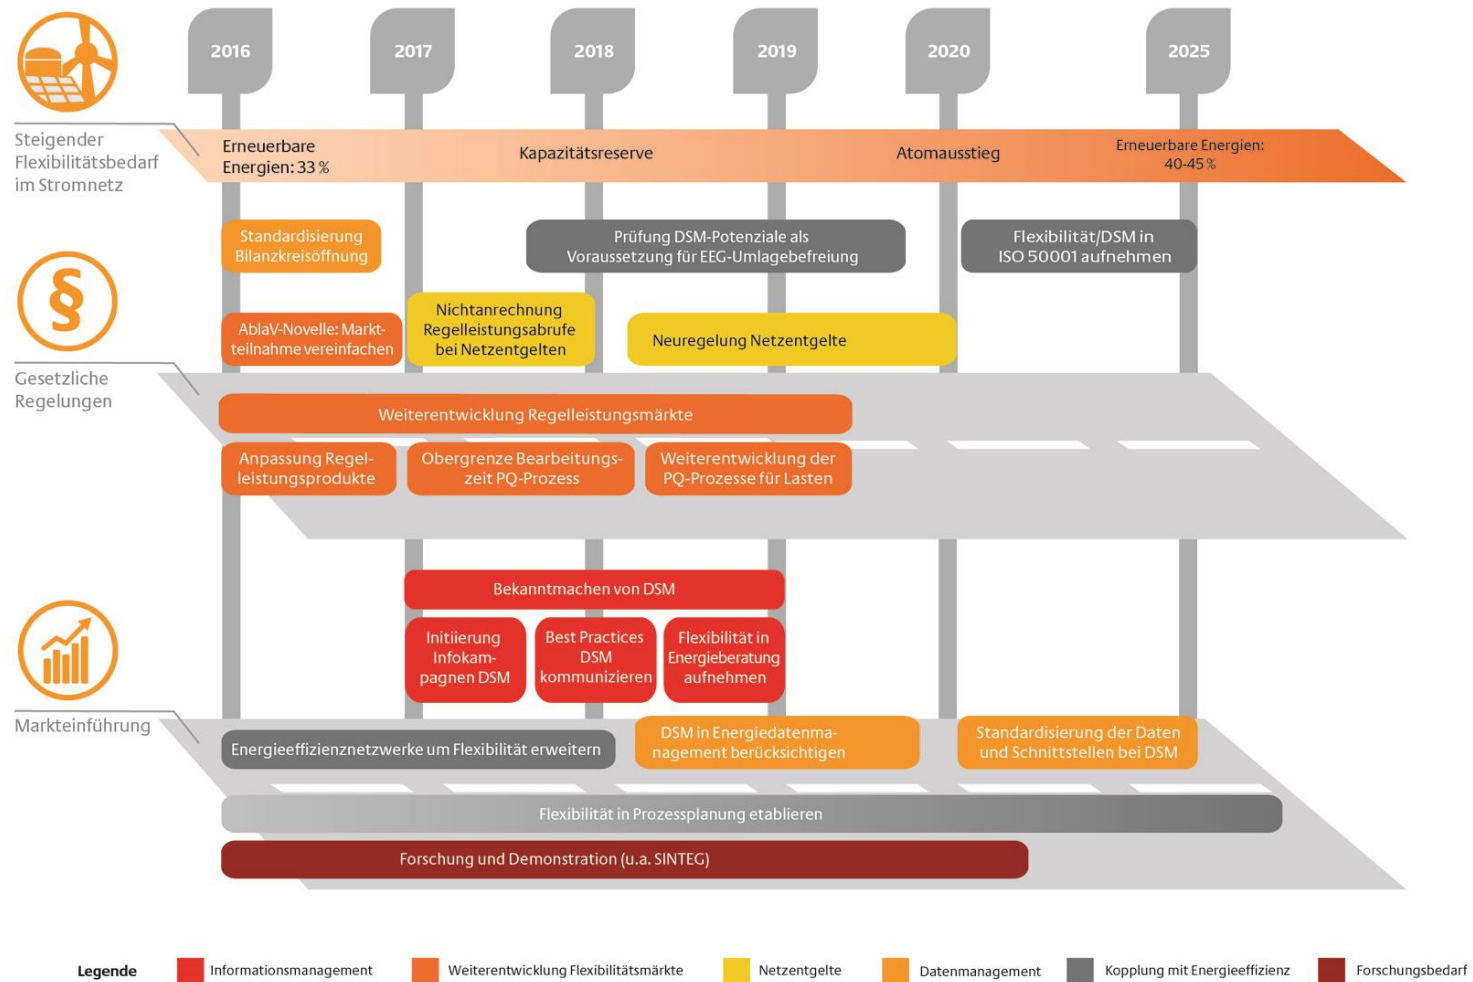 2016
2017
2018
2019
2020
2025
Steigender
Flexibilitätsbedarf
im Stromnetz
Erneuerbare
Energien: 33 %
Kapazitätsreserve
Atomausstieg
Erneuerbare Energien:
40-45 %
Standardisierung
Bilanzkreisöffnung
Prüfung DSM-Potenziale als
Voraussetzung für EEG-Umlagebefreiung
Flexibilität/DSM in
ISO 50001 aufnehmen
§
Gesetzliche
Regelungen
AblaV-Novelle: Markt-
teilnahme vereinfachen
Nichtanrechnung
Regelleistungsabrufe
bei Netzentgelten
Neuregelung Netzentgelte
Weiterentwicklung Regelleistungsmärkte
Anpassung Regel-
leistungsprodukte
Obergrenze Bearbeitungs-
zeit PQ-Prozess
Weiterentwicklung der
PQ-Prozesse für Lasten
Bekanntmachen von DSM
Initiierung
Infokam-
pagnen DSM
Best Practices
DSM
kommunizieren
Flexibilität in
Energieberatung
aufnehmen
Markteinführung
Energieeffizienznetzwerke um Flexibilität erweitern
DSM in Energiedatenma-
nagement berücksichtigen
Standardisierung der Daten
und Schnittstellen bei DSM
Flexibilität in Prozessplanung etablieren
Forschung und Demonstration (u.a. SINTEG)
Legende
Informationsmanagement
Weiterentwicklung Flexibilitätsmärkte
Netzentgelte
Datenmanagement
Kopplung mit Energieeffizienz
Forschungsbedarf